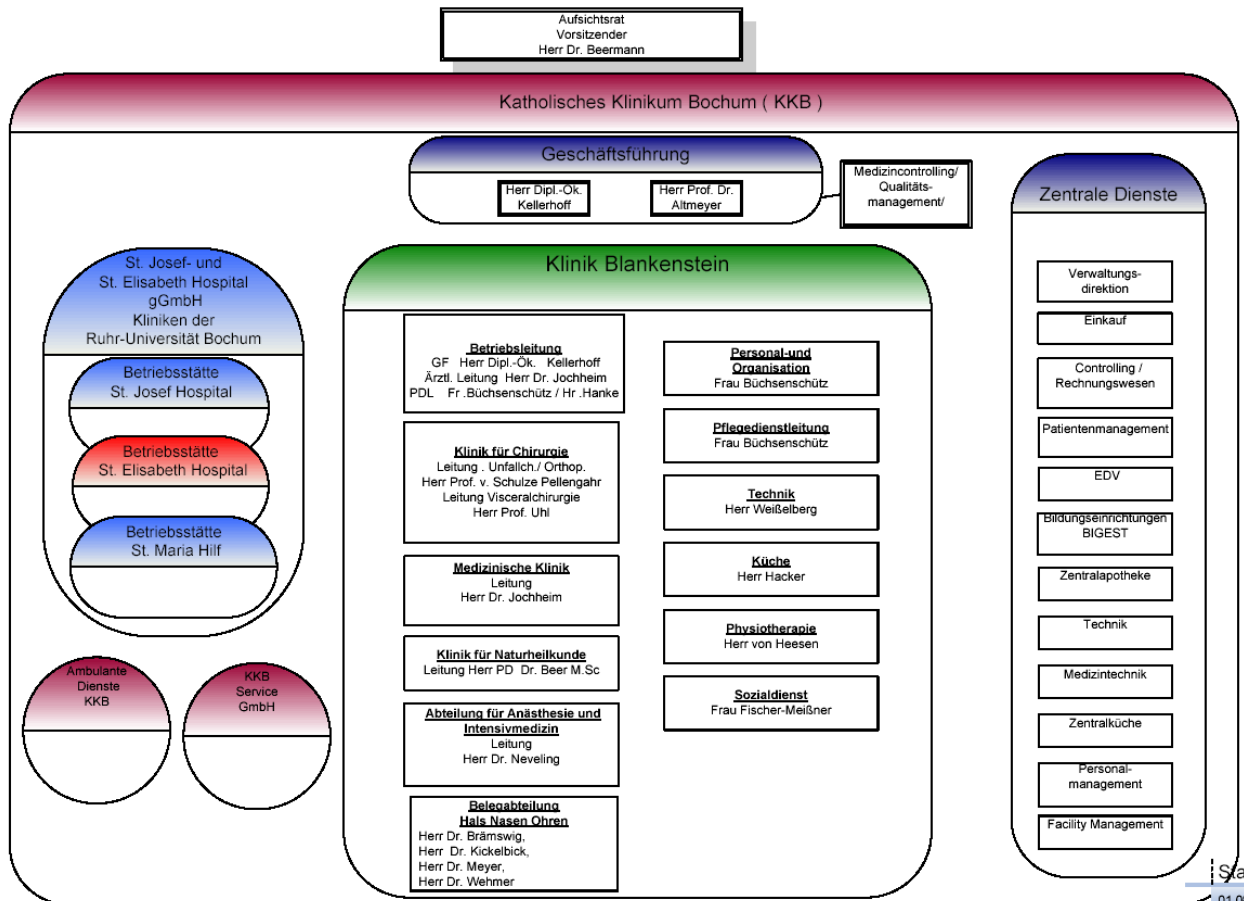 Aufsichtsrat
Vorsitzender
Herr Dr. Beermann
Katholisches Klinikum Bochum ( KKB )
Geschäftsführung
Herr Dipl.-Ök.
Kellerhoff
Herr Prof. Dr.
Altmeyer
Medizincontrolling/
Qualitäts-
management/
St. Josef- und
St. Elisabeth Hospital
gGmbH
Kliniken der
Ruhr-Universität Bochum
Betriebsstätte
St. Josef Hospital
Betriebsstätte
St. Elisabeth Hospital
Betriebsstätte
St. Maria Hilf
Ambulante
Dienste
KKB
KKB
Service
GmbH
Klinik Blankenstein
Betriebsleitung
GF Herr Dipl.-Ök. Kellerhoff
Ärztl. Leitung Herr Dr. Jochheim
PDL Fr .Büchsenschütz / Hr .Hanke
Klinik für Chirurgie
Leitung . Unfallch./ Orthop.
Herr Prof. v. Schulze Pellengahr
Leitung Visceralchirurgie
Herr Prof. Uhl
Medizinische Klinik
Leitung
Herr Dr. Jochheim
Klinik für Naturheilkunde
Leitung Herr PD Dr. Beer M.Sc
Abteilung für Anästhesie und
Intensivmedizin
Leitung
Herr Dr. Neveling
Belegabteilung
Hals Nasen Ohren
Herr Dr. Brämswig,
Herr Dr. Kickelbick,
Herr Dr. Meyer,
Herr Dr. Wehmer
Personal-und
Organisation
Frau Büchsenschütz
Pflegedienstleitung
Frau Büchsenschütz
Technik
Herr Weißelberg
Küche
Herr Hacker
Physiotherapie
Herr von Heesen
Sozialdienst
Frau Fischer-Meißner
Zentrale Dienste
Verwaltungs-
direktion
Einkauf
Controlling /
Rechnungswesen
Patientenmanagement
EDV
Bildungseinrichtungen
BIGEST
Zentralapotheke
Technik
Medizintechnik
Zentralküche
Personal-
management
Facility Management